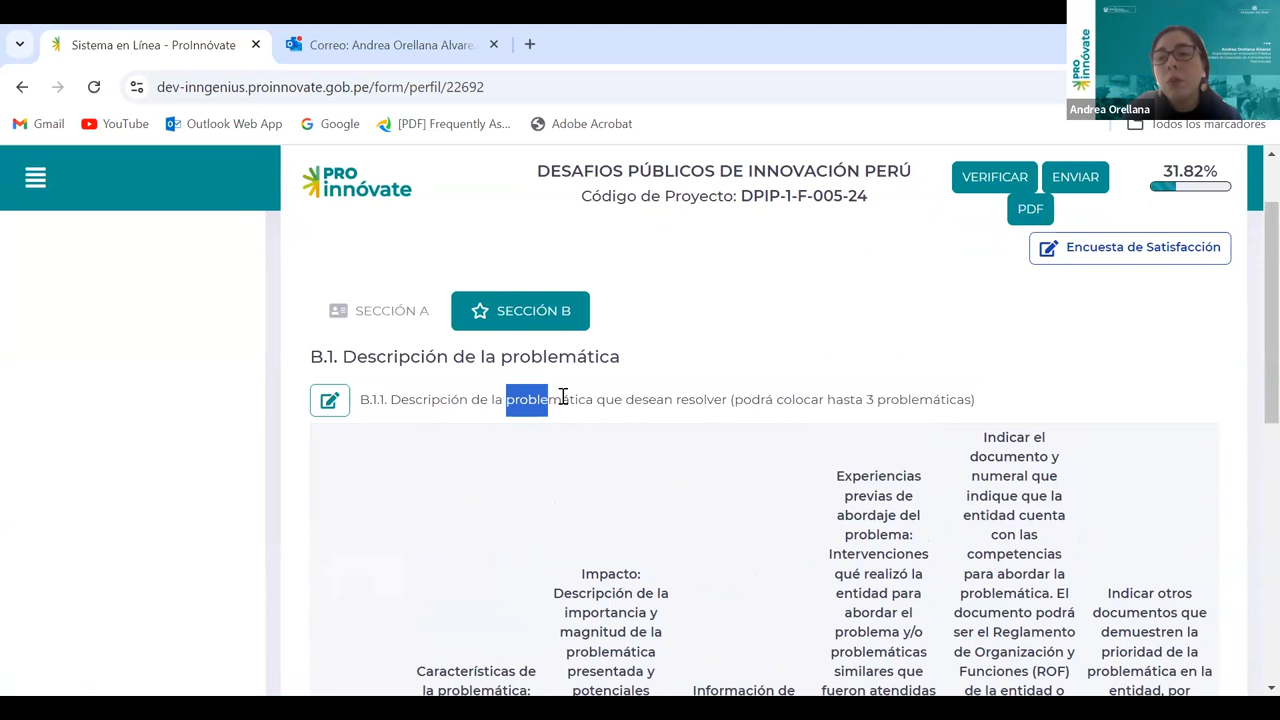 Sistema en Línea - ProInnóvate
Correo: Andrea Orellana Alvare
dev-inngenius.proinnovate.gob.pe/form/perfil/22692
Gmail
YouTube
Outlook Web App
Google
[PDF] Frequently As...
Adobe Acrobat
Todos los marcadores
PRO
innóvate
Andrea Orellana Alvarez
Andrea Orellana
PRO
innóvate
DESAFIOS PÚBLICOS DE INNOVACIÓN PERÚ
Código de Proyecto: DPIP-1-F-005-24
VERIFICAR
ENVIAR
PDF
31.82%
Encuesta de Satisfacción
SECCIÓN A
SECCIÓN B
B.1. Descripción de la problemática
B.1.1. Descripción de la problemática que desean resolver (podrá colocar hasta 3 problemáticas)
Características de
la problemática:
Impacto:
Descripción de la
importancia y
magnitud de la
problemática
presentada y
potenciales
Información de
Experiencias
previas de
abordaje del
problema:
Intervenciones
qué realizó la
entidad para
abordar el
problema y/o
problemáticas
similares que
fueron atendidas
Indicar el
documento y
numeral que
indique que la
entidad cuenta
con las
competencias
para abordar la
problemática. El
documento podrá
ser el Reglamento
de Organización y
Funciones (ROF)
de la entidad o
Indicar otros
documentos que
demuestren la
prioridad de la
problemática en la
entidad, por